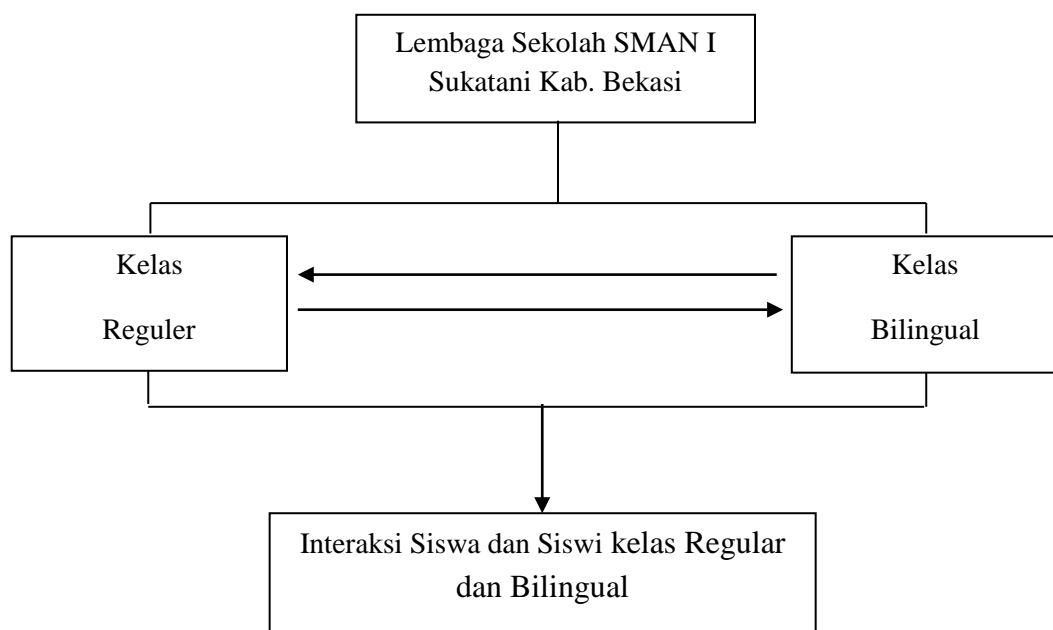 Lembaga Sekolah SMAN I
Sukatani Kab. Bekasi
Kelas
Reguler
Kelas
Bilingual
Interaksi Siswa dan Siswi kelas Regular
dan Bilingual